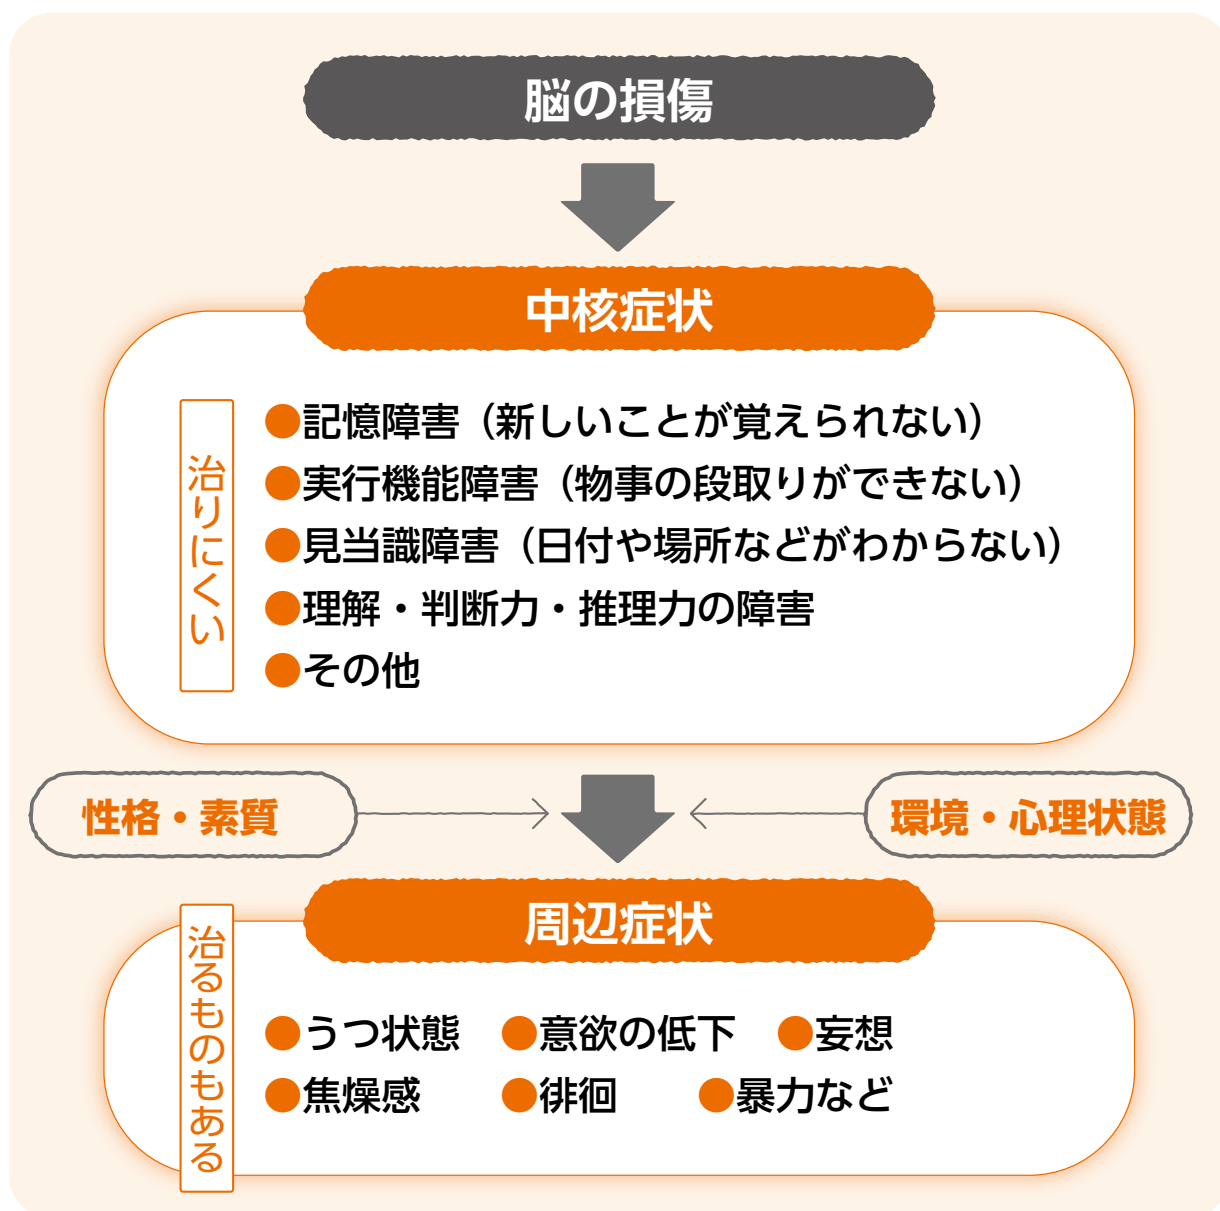 脳の損傷
中核症状
治りにくい
●記憶障害（新しいことが覚えられない）
●実行機能障害（物事の段取りができない）
●見当識障害（日付や場所などがわからない）
●理解・判断力・推理力の障害
●その他
性格・素質
環境・心理状態
周辺症状
治るものもある
●うつ状態 ●意欲の低下 ●妄想
●焦燥感 ●徘徊 ●暴力など